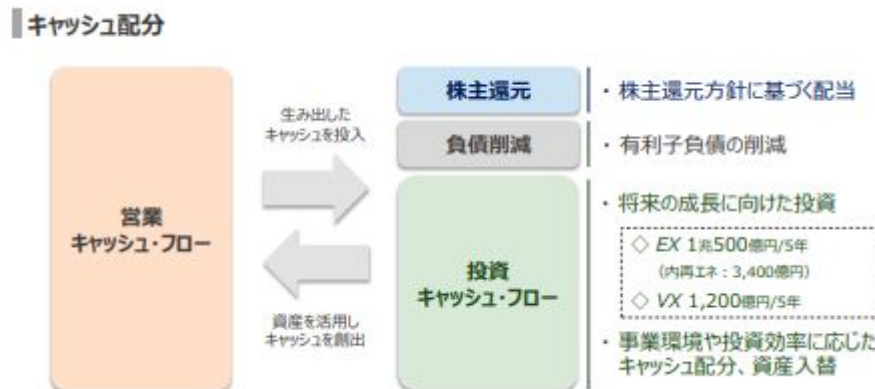 キャッシュ配分
株主還元
・ 株主還元方針に基づく配当
生み出した
キャッシュを投入
負債削減
・ 有利子負債の削減
営業
キャッシュ・フロー
投資
キャッシュ・フロー
・ 将来の成長に向けた投資
◇ EX 1兆500億円/5年
(内再エネ：3,400億円)
◇ VX 1,200億円/5年
資産を活用し
キャッシュを創出
・ 事業環境や投資効率に応じた
キャッシュ配分、資産入替